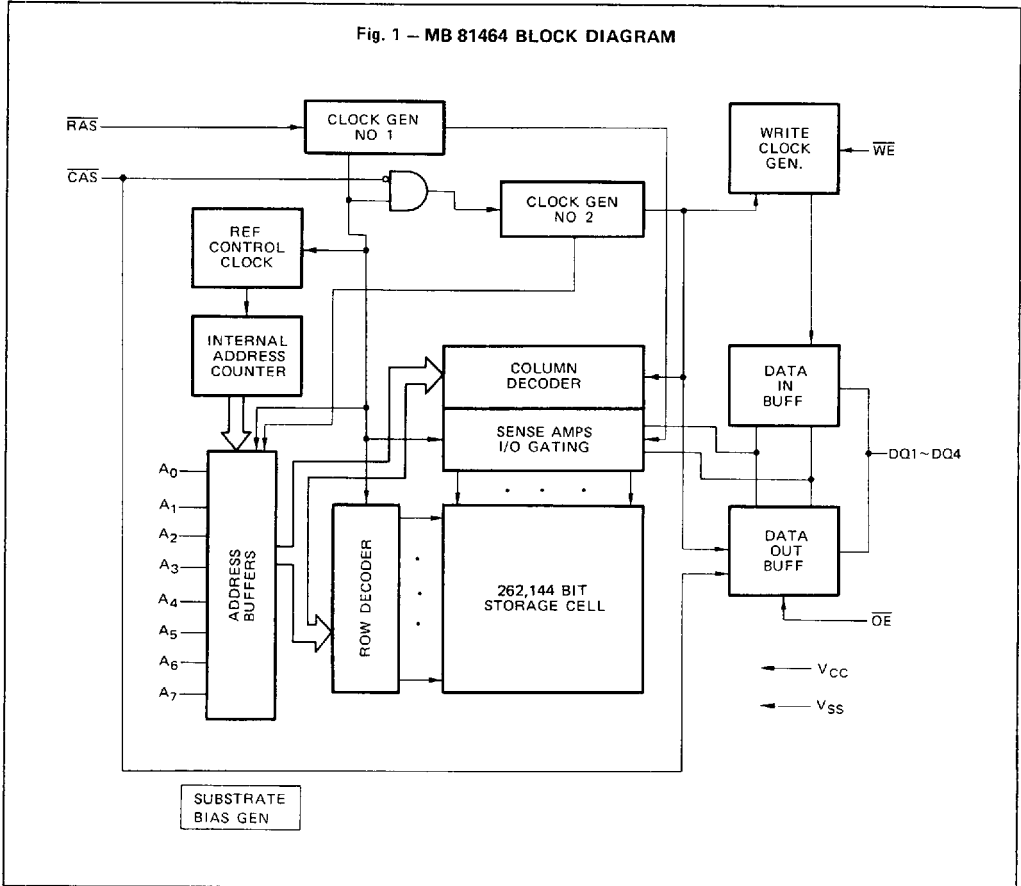 Fig. 1 – MB 81464 BLOCK DIAGRAM
RAS
CLOCK GEN
NO 1
WRITE
CLOCK
GEN.
WE
CAS
CLOCK GEN
NO 2
REF
CONTROL
CLOCK
INTERNAL
ADDRESS
COUNTER
COLUMN
DECODER
DATA
IN
BUFF
SENSE AMPS
I/O GATING
DQ1~DQ4
A0
A1
A2
A3
A4
A5
A6
A7
ADDRESS
BUFFERS
ROW DECODER
262,144 BIT
STORAGE CELL
DATA
OUT
BUFF
OE
VCC
VSS
SUBSTRATE
BIAS GEN